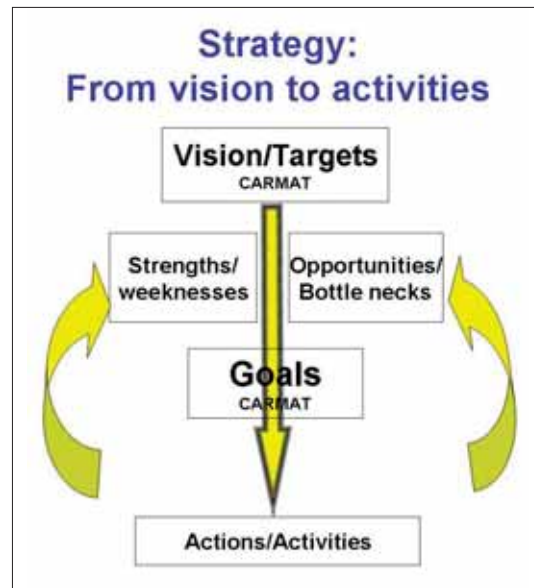 Strategy:
From vision to activities
Vision/Targets
CARMAT
Strengths/
weeknesses
Opportunities/
Bottle necks
Goals
CARMAT
Actions/Activities